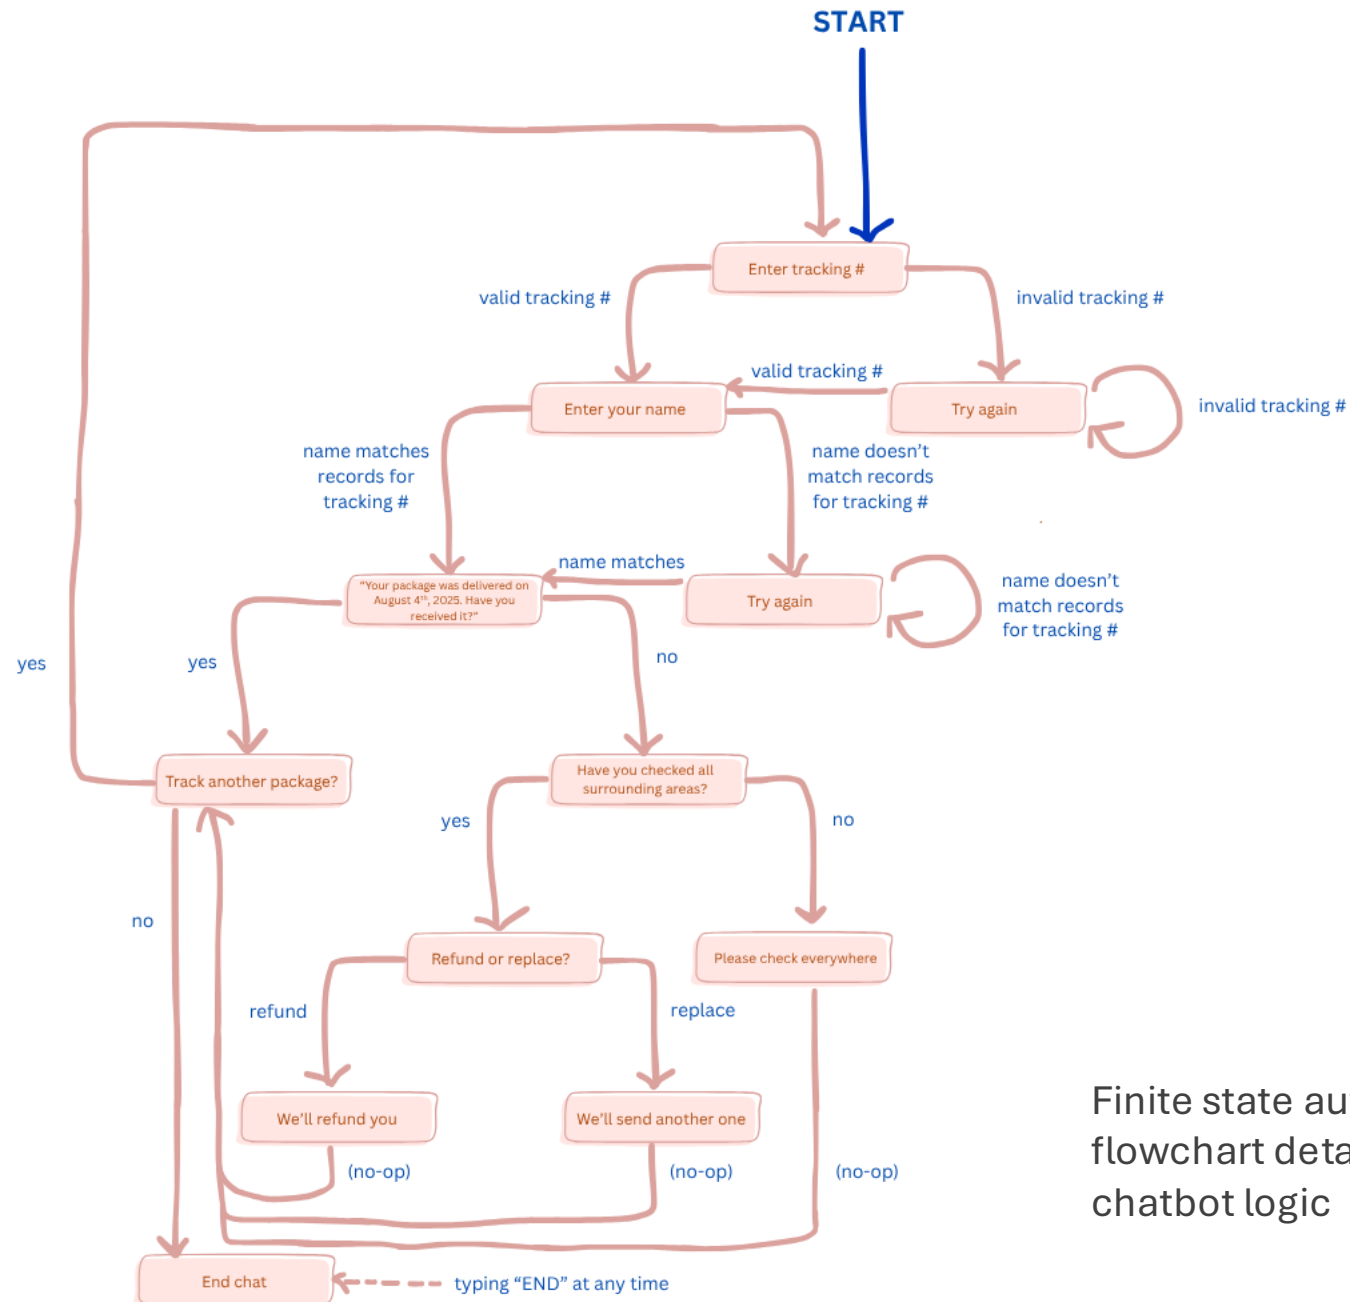 START
Enter tracking #
valid tracking #
invalid tracking #
valid tracking #
Enter your name
Try again
invalid tracking #
name matches
records for
tracking #
name doesn't
match records
for tracking #
name matches
"Your package was delivered on
August 4th, 2025. Have you
received it?"
Try again
name doesn't
match records
for tracking #
yes
yes
no
Track another package?
Have you checked all
surrounding areas?
yes
no
no
Refund or replace?
Please check everywhere
refund
replace
We'll refund you
We'll send another one
(no-op)
(no-op)
(no-op)
End chat
typing "END" at any time
Finite state
flowchart
chatbot logic